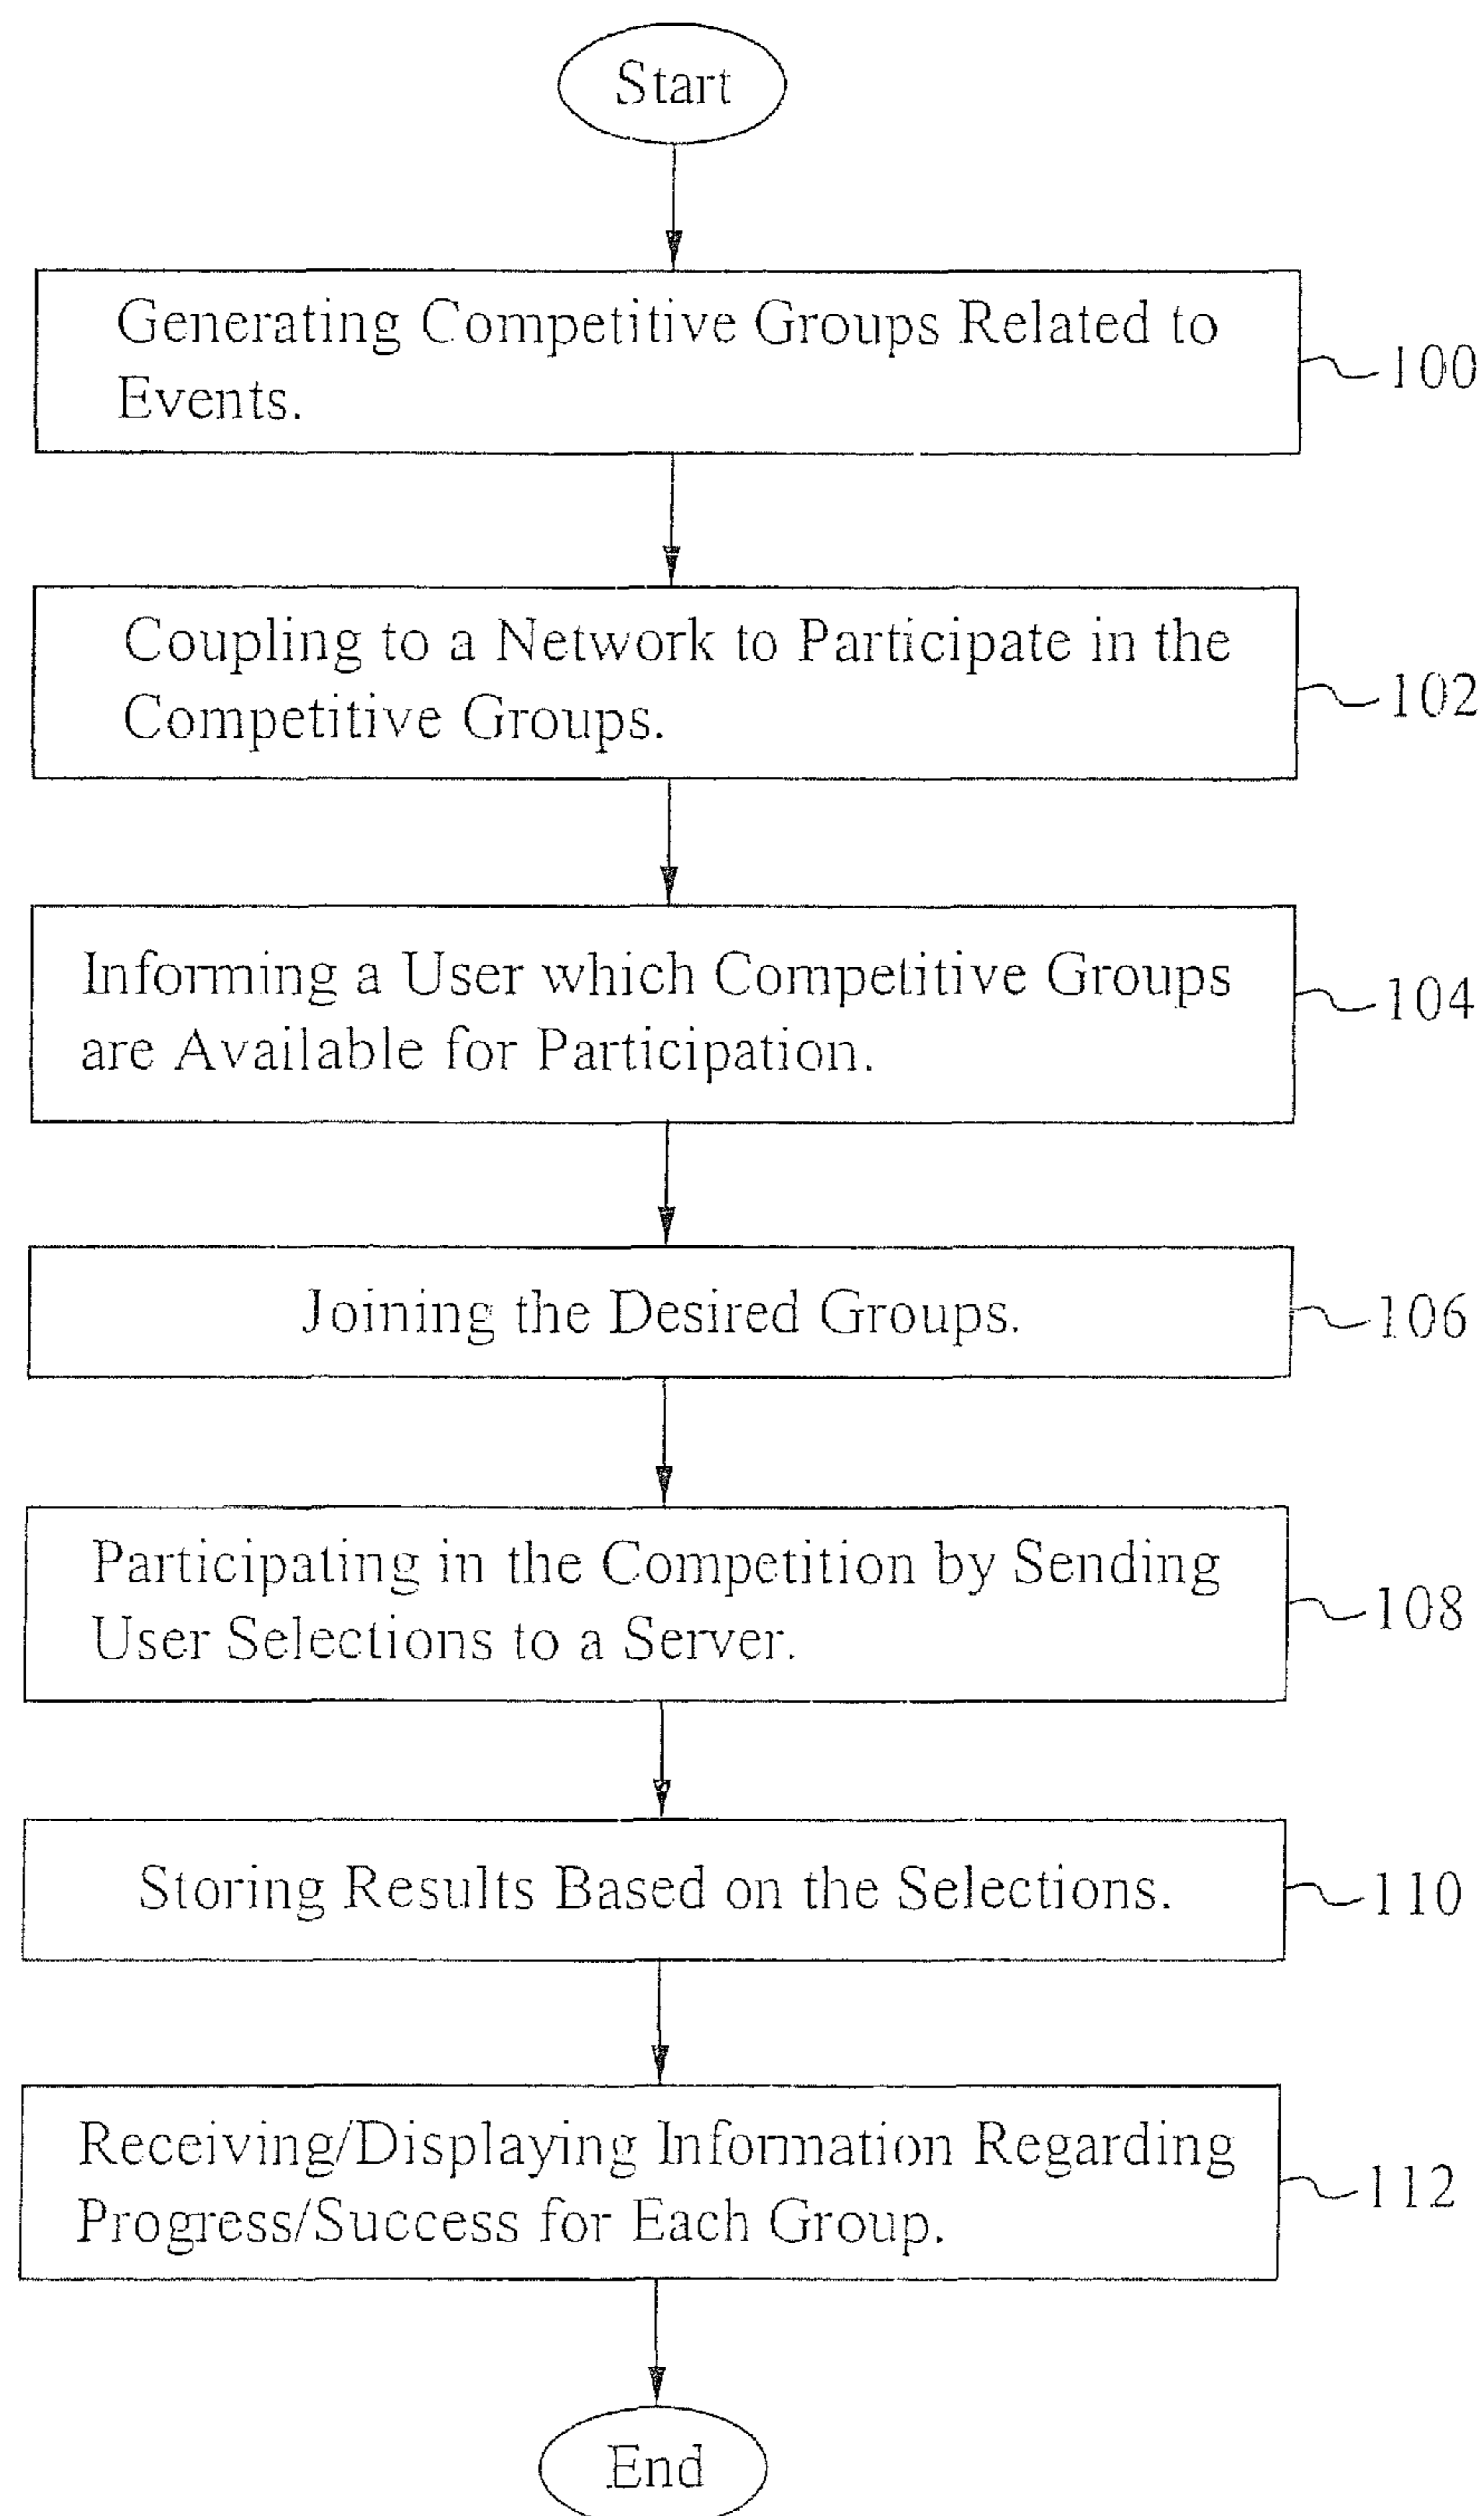 Start
Generating Competitive Groups Related to
Events.
100
Coupling to a Network to Participate in the
Competitive Groups.
102
Informing a User which Competitive Groups
are Available for Participation.
104
Joining the Desired Groups.
106
Participating in the Competition by Sending
User Selections to a Server.
108
Storing Results Based on the Selections.
110
Receiving/Displaying Information Regarding
Progress/Success for Each Group.
112
End